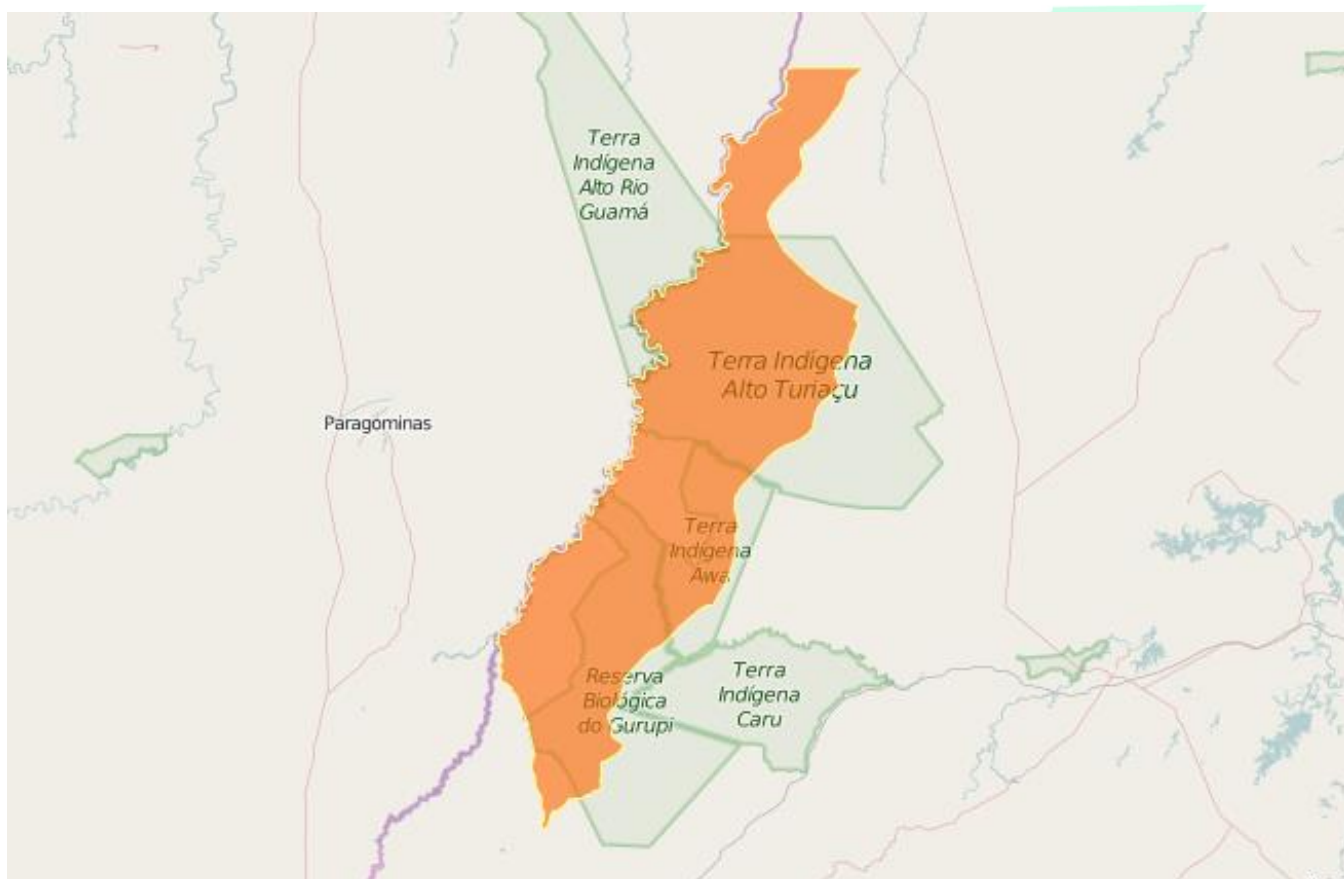 Terra
Indígena
Alto Rio
Guamá
Terra Indígena
Alto Turiaçu
Paragominas
Terra
Indígena
Awa
Reserva
Biológica
do Gurupi
Terra
Indígena
Caru